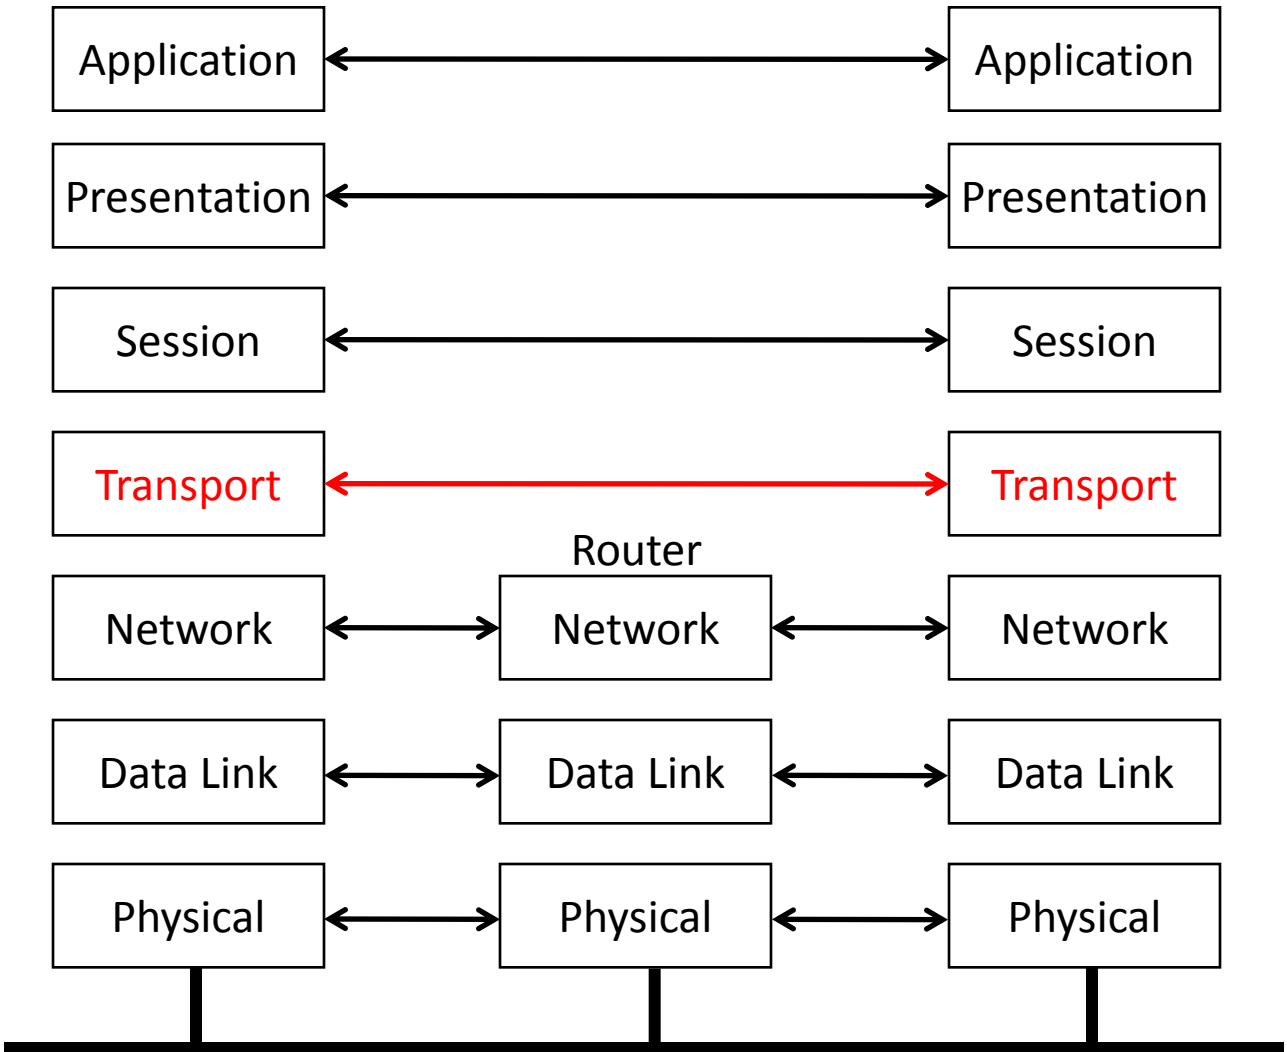 Application
Application
Presentation
Presentation
Session
Session
Transport
Transport
Router
Network
Network
Network
Data Link
Data Link
Data Link
Physical
Physical
Physical